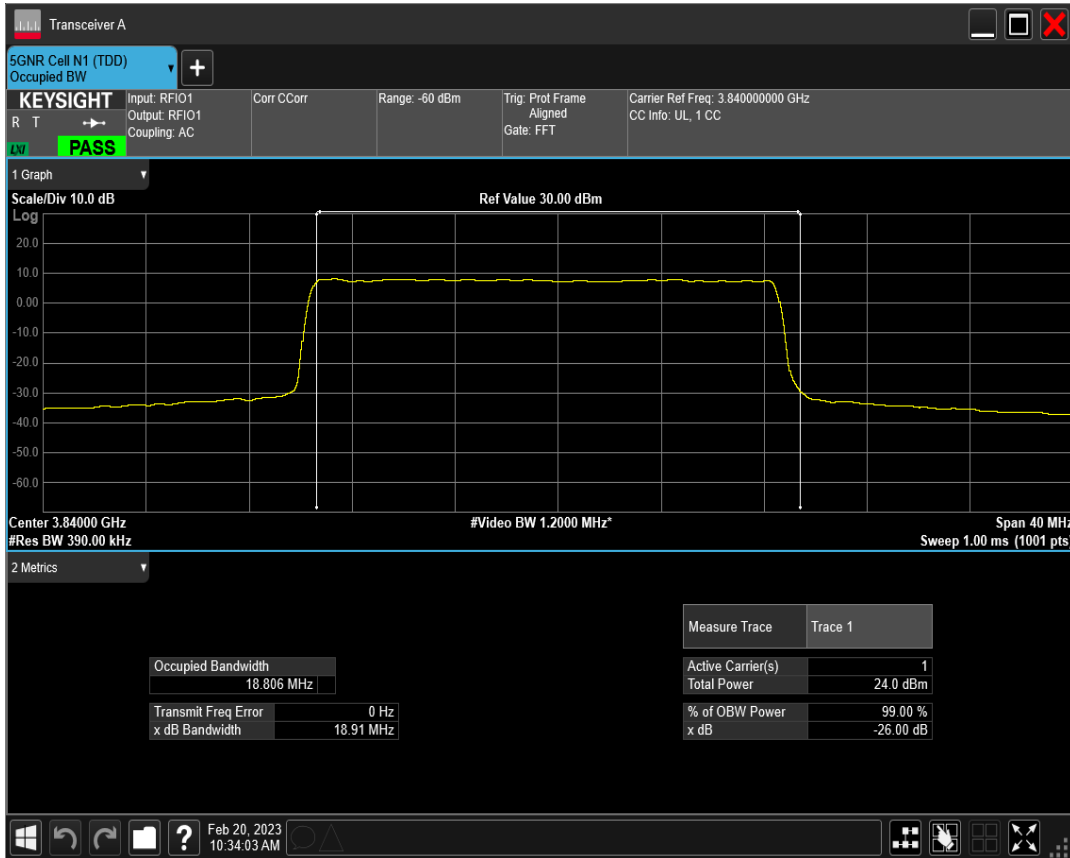 Transceiver A
5GNR Cell N1 (TDD)
Occupied BW
+
KEYSIGHT
R T
LXI
PASS
Input: RFIO1
Output: RFIO1
Coupling: AC
Corr CCorr
Range: -60 dBm
Trig: Prot Frame
Aligned
Gate: FFT
Carrier Ref Freq: 3.840000000 GHz
CC Info: UL, 1 CC
1 Graph
Scale/Div 10.0 dB
Ref Value 30.00 dBm
Log
20.0
10.0
0.00
-10.0
-20.0
-30.0
-40.0
-50.0
-60.0
Center 3.84000 GHz
#Video BW 1.2000 MHz*
Span 40 MHz
#Res BW 390.00 kHz
Sweep 1.00 ms (1001 pts)
2 Metrics
Measure Trace Trace 1
Occupied Bandwidth
18.806 MHz
Active Carrier(s) 1
Total Power 24.0 dBm
Transmit Freq Error 0 Hz
x dB Bandwidth 18.91 MHz
% of OBW Power 99.00 %
x dB -26.00 dB
?
Feb 20, 2023
10:34:03 AM